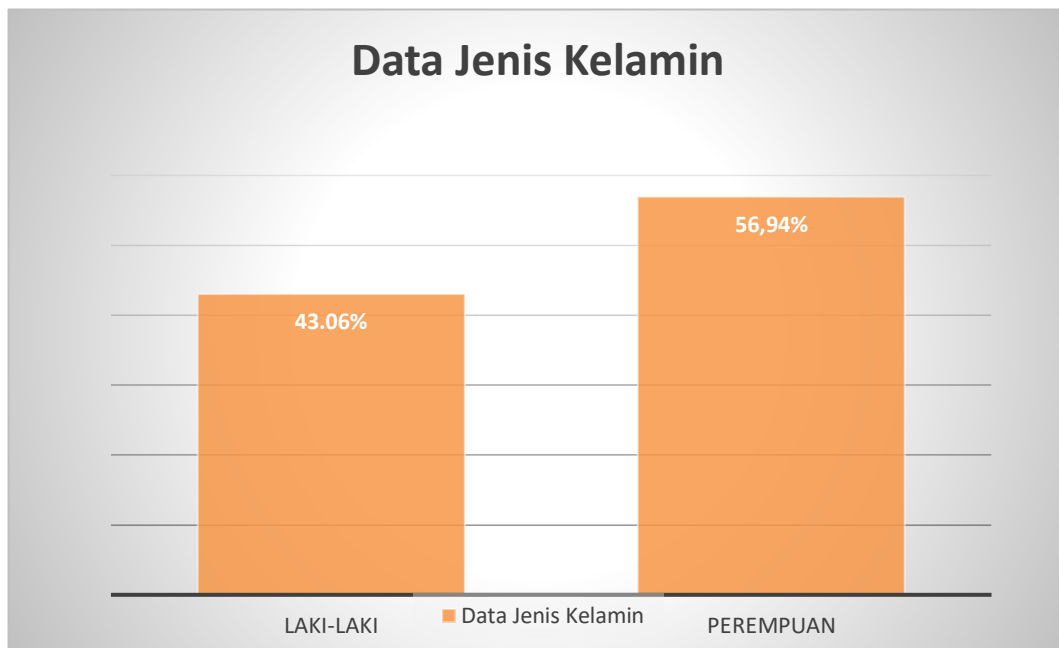 Data Jenis Kelamin
56,94%
43.06%
LAKI-LAKI
Data Jenis Kelamin
PEREMPUAN